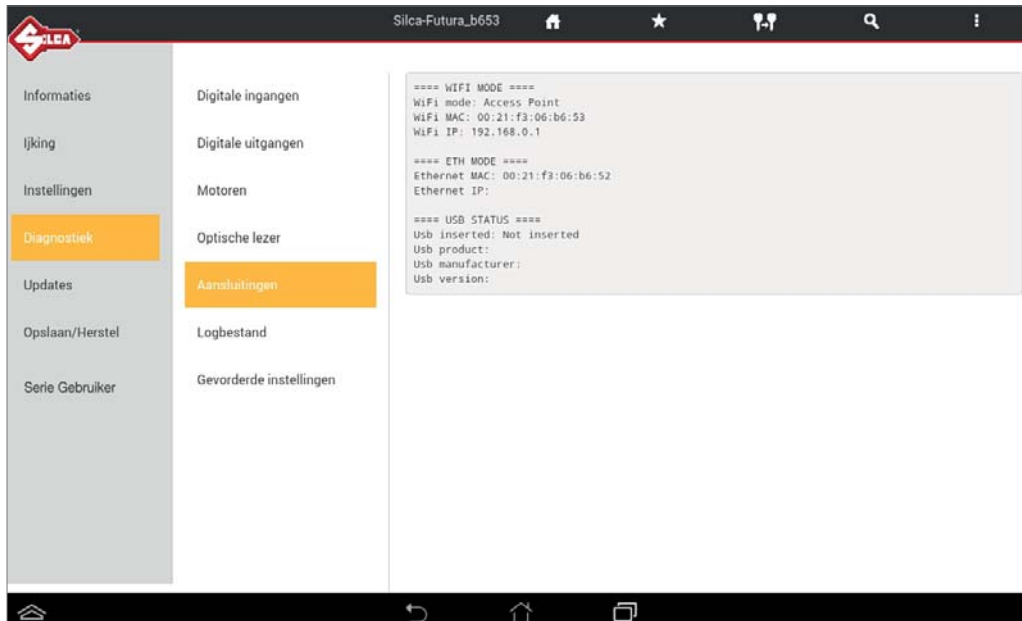 SILCA
Silca-Futura_b653
Informaties
Ijking
Instellingen
Diagnostiek
Updates
Opslaan/Herstel
Serie Gebruiker
Digitale ingangen
Digitale uitgangen
Motoren
Optische lezer
Aansluitingen
Logbestand
Gevorderde instellingen
==== WIFI MODE ====
WiFi mode: Access Point
WiFi MAC: 00:21:f3:06:b6:53
WiFi IP: 192.168.0.1
==== ETH MODE ====
Ethernet MAC: 00:21:f3:06:b6:52
Ethernet IP:
==== USB STATUS ====
Usb inserted: Not inserted
Usb product:
Usb manufacturer:
Usb version: